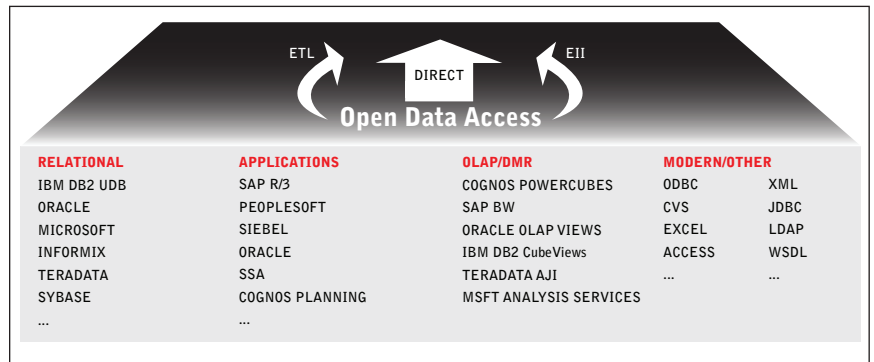 ETL
EII
DIRECT
Open Data Access
RELATIONAL
IBM DB2 UDB
ORACLE
MICROSOFT
INFORMIX
TERADATA
SYBASE
...
APPLICATIONS
SAP R/3
PEOPLESOFT
SIEBEL
ORACLE
SSA
COGNOS PLANNING
...
OLAP/DMR
COGNOS POWERCUBES
SAP BW
ORACLE OLAP VIEWS
IBM DB2 CubeViews
TERADATA AJI
MSFT ANALYSIS SERVICES
MODERN/OTHER
ODBC
CVS
EXCEL
ACCESS
...
XML
JDBC
LDAP
WSDL
...